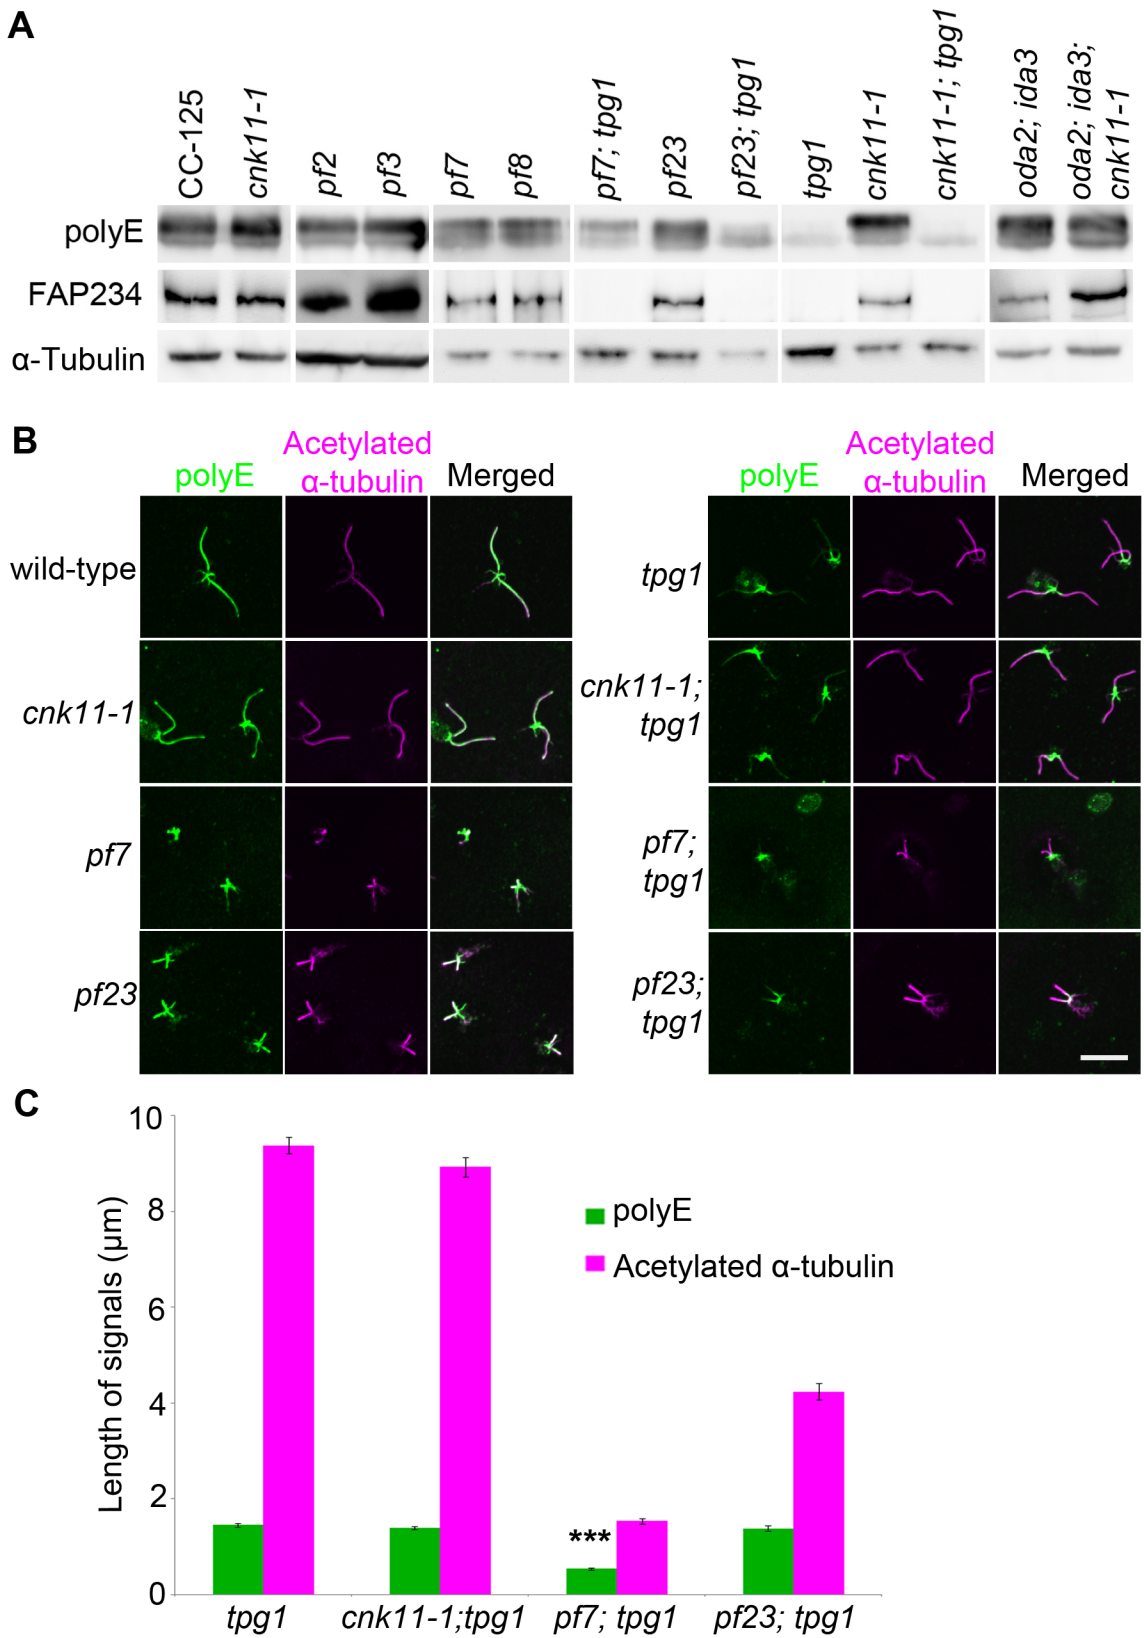 A
CC-125
cnk11-1
pf2
pf3
pf7
pf8
pf7; tpg1
pf23
pf23; tpg1
tpg1
cnk11-1
cnk11-1; tpg1
oda2; ida3
oda2; ida3;
cnk11-1
polyE
FAP234
α-Tubulin
B
polyE
Acetylated
α-tubulin
Merged
polyE
Acetylated
α-tubulin
Merged
wild-type
cnk11-1
pf7
pf23
tpg1
cnk11-1;
tpg1
pf7;
tpg1
pf23;
tpg1
C
Length of signals (μm)
10
8
6
4
2
0
polyE
Acetylated α-tubulin
***
tpg1
cnk11-1;tpg1
pf7; tpg1
pf23; tpg1